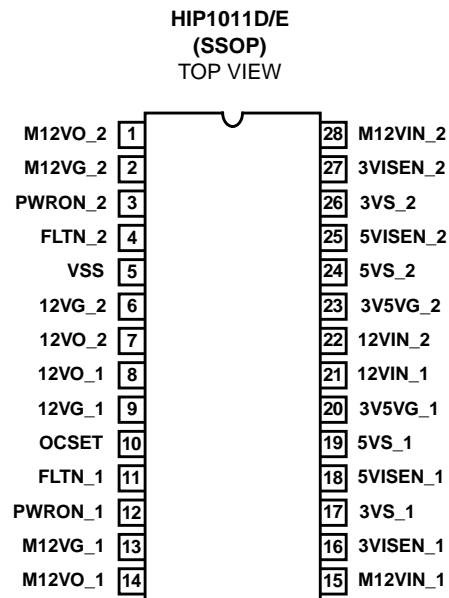 HIP1011D/E
(SSOP)
TOP VIEW
M12VO_2 1 28 M12VIN_2
M12VG_2 2 27 3VISEN_2
PWRON_2 3 26 3VS_2
FLTN_2 4 25 5VISEN_2
VSS 5 24 5VS_2
12VG_2 6 23 3V5VG_2
12VO_2 7 22 12VIN_2
12VO_1 8 21 12VIN_1
12VG_1 9 20 3V5VG_1
OCSET 10 19 5VS_1
FLTN_1 11 18 5VISEN_1
PWRON_1 12 17 3VS_1
M12VG_1 13 16 3VISEN_1
M12VO_1 14 15 M12VIN_1